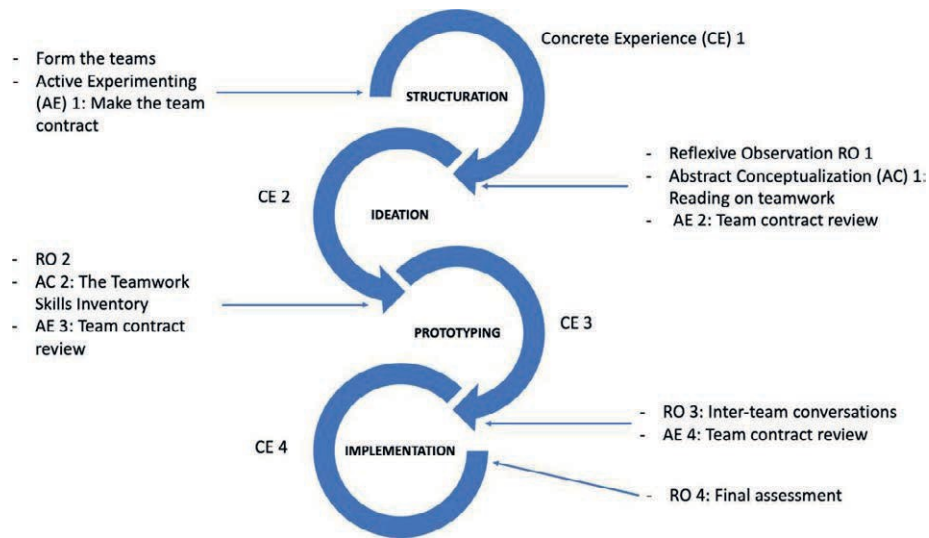 Concrete Experience (CE) 1
- Form the teams
- Active Experimenting
(AE) 1: Make the team
contract
STRUCTURATION
- Reflexive Observation RO 1
- Abstract Conceptualization (AC) 1:
Reading on teamwork
- AE 2: Team contract review
CE 2
IDEATION
- RO 2
- AC 2: The Teamwork
Skills Inventory
- AE 3: Team contract
review
PROTOTYPING
CE 3
- RO 3: Inter-team conversations
- AE 4: Team contract review
CE 4
IMPLEMENTATION
- RO 4: Final assessment